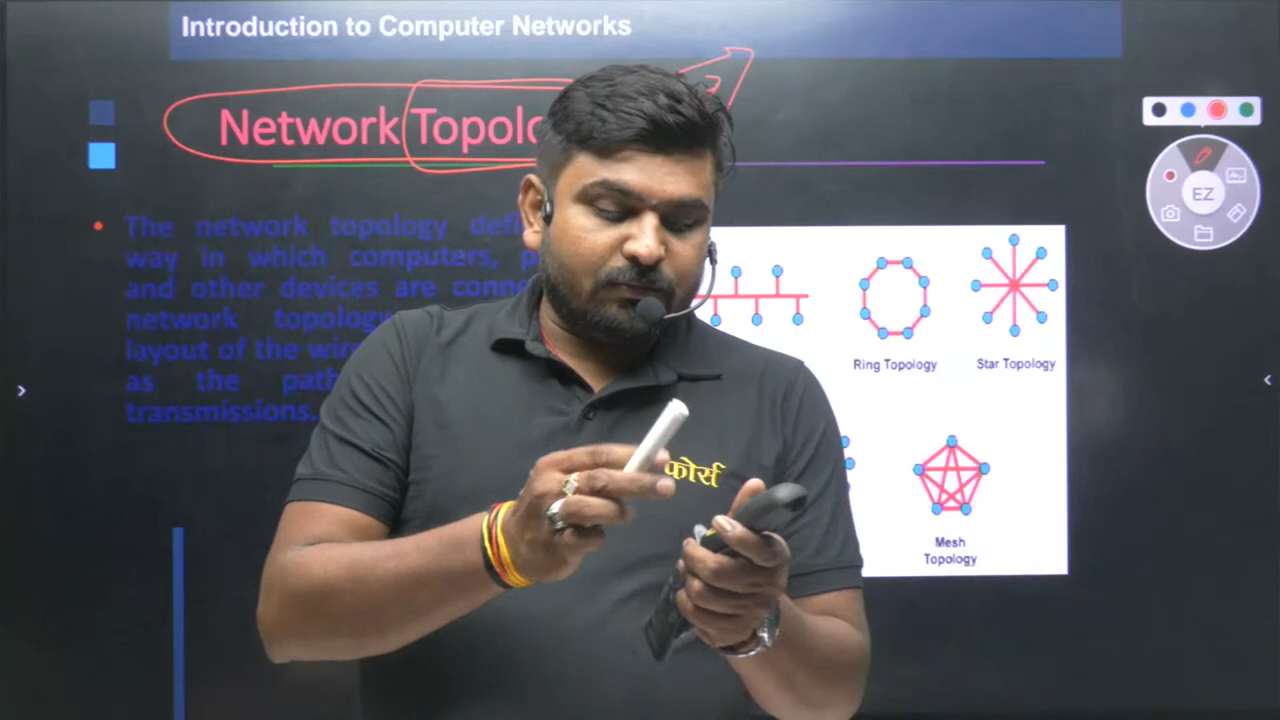 Introduction to Computer Networks
Network Topolo
The network topology defi
way in which computers, p
and other devices are conne
network topology
layout of the wir
as the path
transmissions.
Ring Topology
Star Topology
Mesh
Topology
EZ
फोर्स